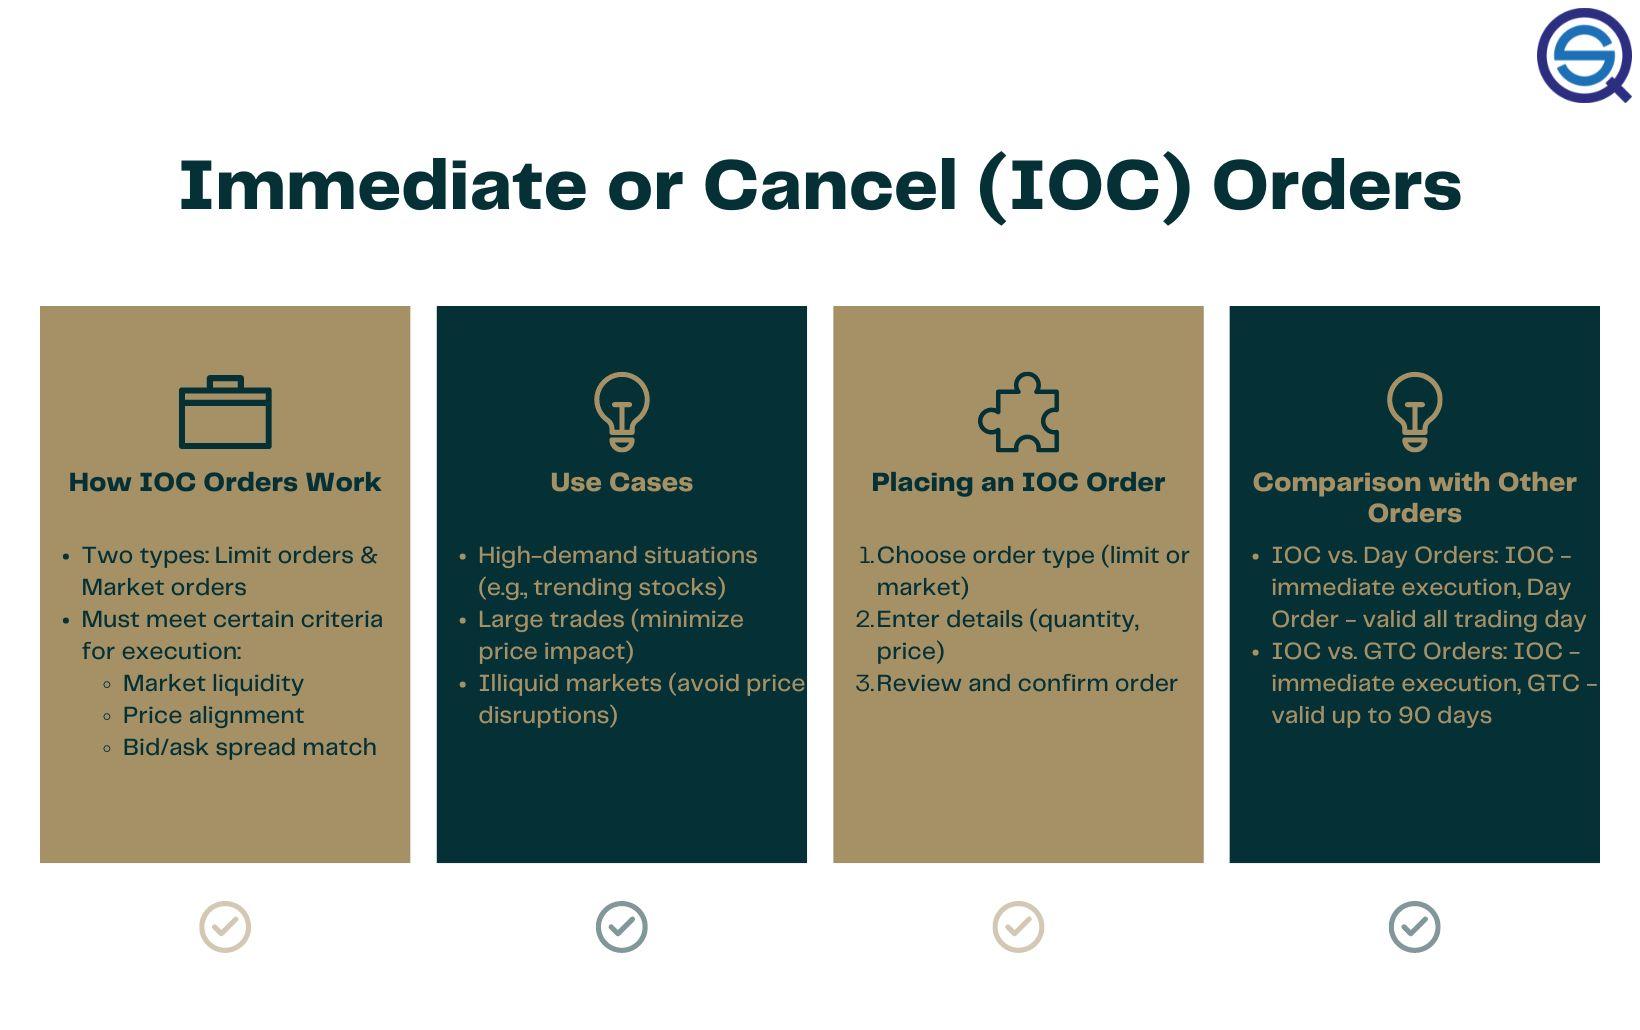 Immediate or Cancel (IOC) Orders
How IOC Orders Work
• Two types: Limit orders &
Market orders
• Must meet certain criteria
for execution:
◦ Market liquidity
◦ Price alignment
◦ Bid/ask spread match
Use Cases
• High-demand situations
(e.g., trending stocks)
• Large trades (minimize
price impact)
• Illiquid markets (avoid price
disruptions)
Placing an IOC Order
1. Choose order type (limit or
market)
2. Enter details (quantity,
price)
3. Review and confirm order
Comparison with Other
Orders
• IOC vs. Day Orders: IOC -
immediate execution, Day
Order - valid all trading day
• IOC vs. GTC Orders: IOC -
immediate execution, GTC -
valid up to 90 days